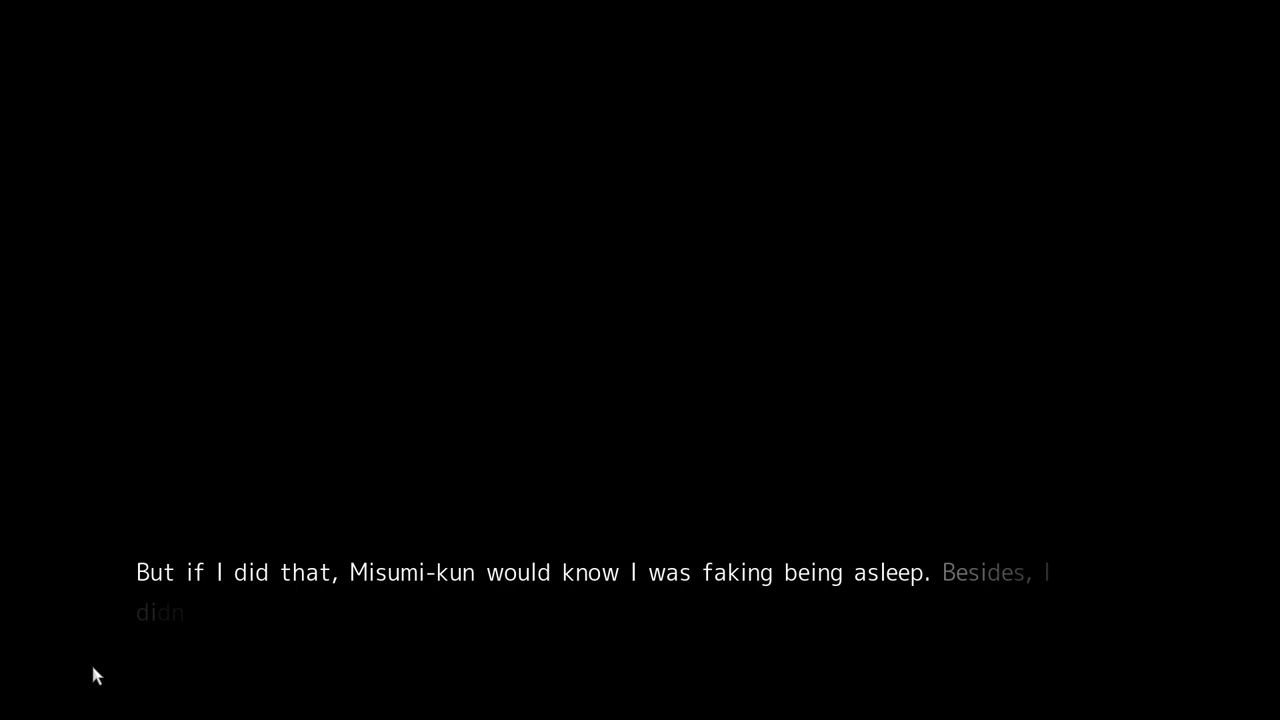 But if I did that, Misumi-kun would know I was faking being asleep. Besides, I
didn